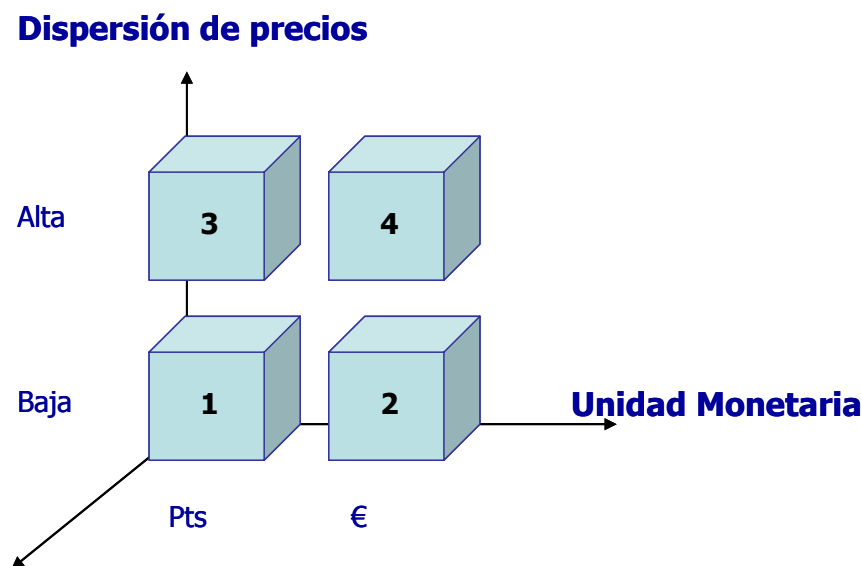 Dispersión de precios
Alta
3
4
Baja
1
2
Unidad Monetaria
Pts
€